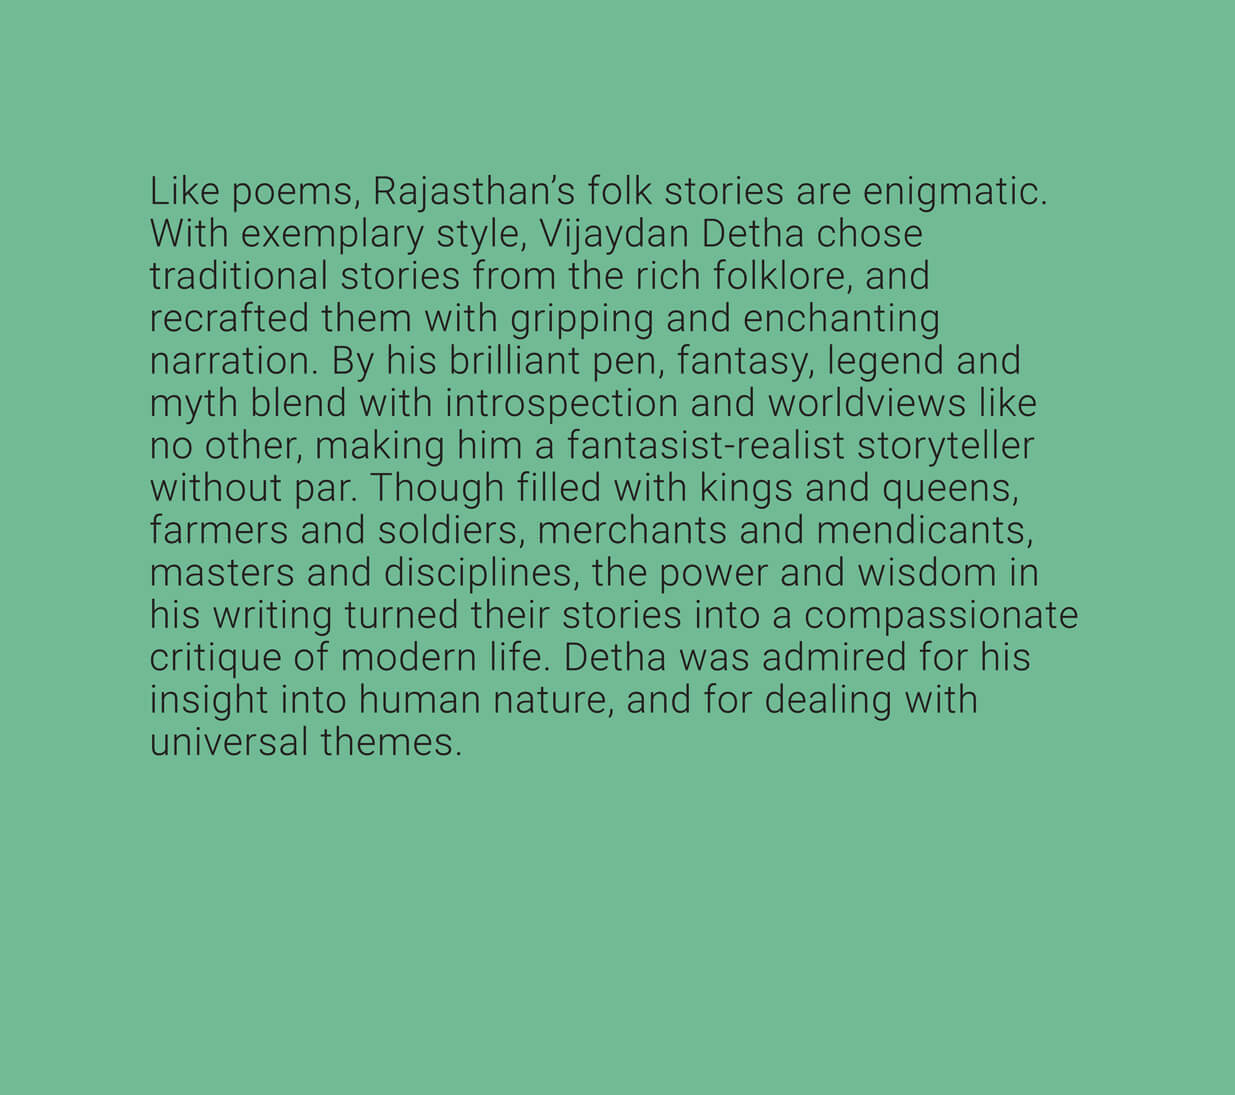 Like poems, Rajasthan’s folk stories are enigmatic.
With exemplary style, Vijaydan Detha chose
traditional stories from the rich folklore, and
recrafted them with gripping and enchanting
narration. By his brilliant pen, fantasy, legend and
myth blend with introspection and worldviews like
no other, making him a fantasist-realist storyteller
without par. Though filled with kings and queens,
farmers and soldiers, merchants and mendicants,
masters and disciplines, the power and wisdom in
his writing turned their stories into a compassionate
critique of modern life. Detha was admired for his
insight into human nature, and for dealing with
universal themes.